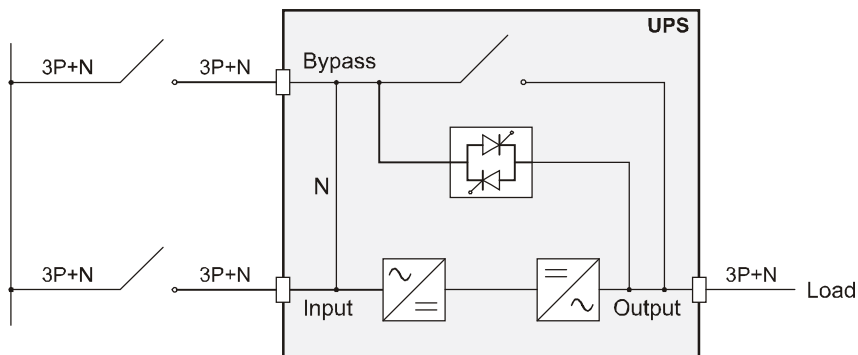 UPS
3P+N
3P+N
Bypass
N
3P+N
3P+N
Input
Output
3P+N
Load